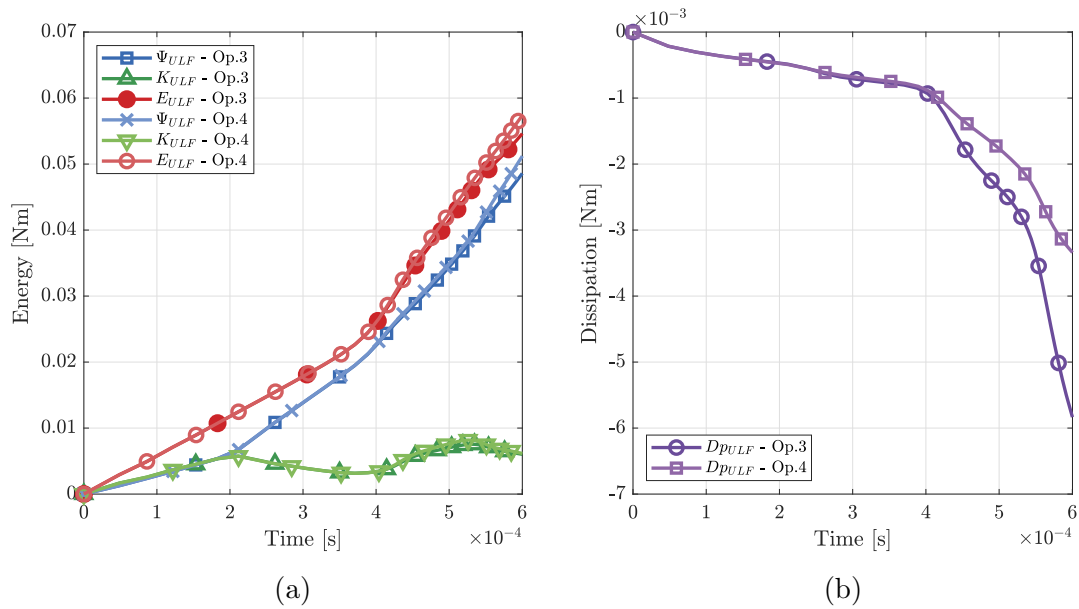 0.07
0.06
0.05
0.04
0.03
0.02
0.01
0
Energy [Nm]
Ψ_ULF - Op.3
K_ULF - Op.3
E_ULF - Op.3
Ψ_ULF - Op.4
K_ULF - Op.4
E_ULF - Op.4
0 1 2 3 4 5 6
Time [s]
×10⁻⁴
(a)
×10⁻³
0
-1
-2
-3
-4
-5
-6
-7
Dissipation [Nm]
Dp_ULF - Op.3
Dp_ULF - Op.4
0 1 2 3 4 5 6
Time [s]
×10⁻⁴
(b)